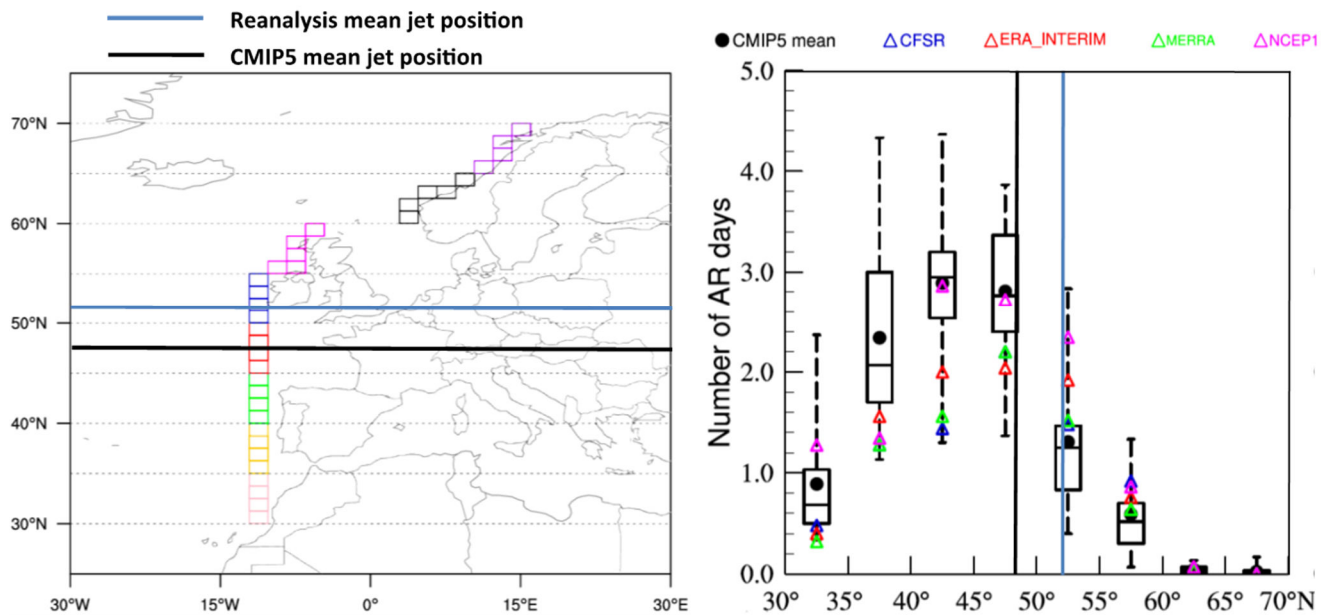 Reanalysis mean jet position
CMIP5 mean jet position
70°N
60°N
50°N
40°N
30°N
30°W 15°W 0° 15°E 30°E
CMIP5 mean CFSR ERA_INTERIM MERRA NCEP1
Number of AR days
5.0
4.0
3.0
2.0
1.0
0.0
30° 35° 40° 45° 50° 55° 60° 65° 70°N